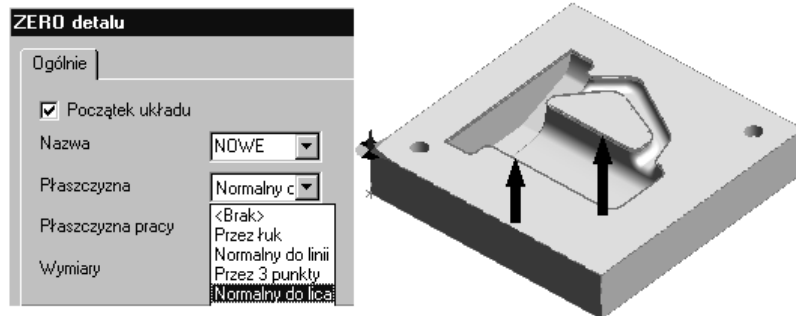 ZERO detalu
Ogólnie
Początek układu
Nazwa NOWE
Płaszczyzna Normalny c
<Brak>
Przez łuk
Płaszczyzna pracy
Normalny do linii
Wymiary
Przez 3 punkty
Normalny do lica